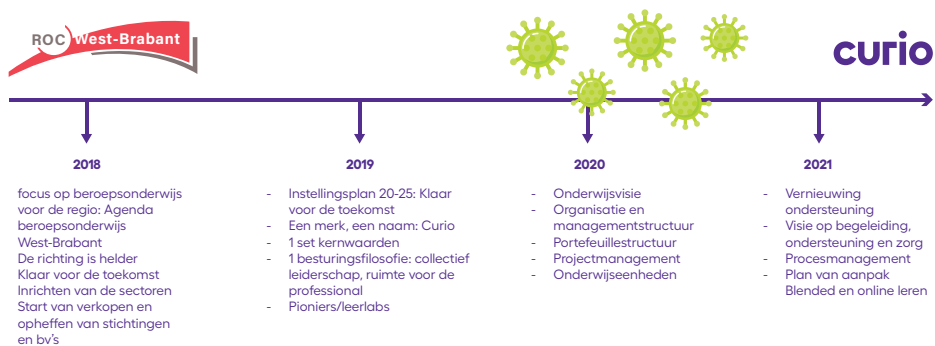 ROC West-Brabant
curio
2018
focus op beroepsonderwijs
voor de regio: Agenda
beroepsonderwijs
West-Brabant
De richting is helder
Klaar voor de toekomst
Inrichten van de sectoren
Start van verkopen en
opheffen van stichtingen
en bv's
2019
- Instellingsplan 20-25: Klaar
voor de toekomst
- Een merk, een naam: Curio
- 1 set kernwaarden
- 1 besturingsfilosofie: collectief
leiderschap, ruimte voor de
professional
- Pioniers/leerlabs
2020
- Onderwijsvisie
- Organisatie en
managementstructuur
- Portefeuillestructuur
- Projectmanagement
- Onderwijseenheden
2021
- Vernieuwing
ondersteuning
- Visie op begeleiding,
ondersteuning en zorg
- Procesmanagement
- Plan van aanpak
Blended en online leren